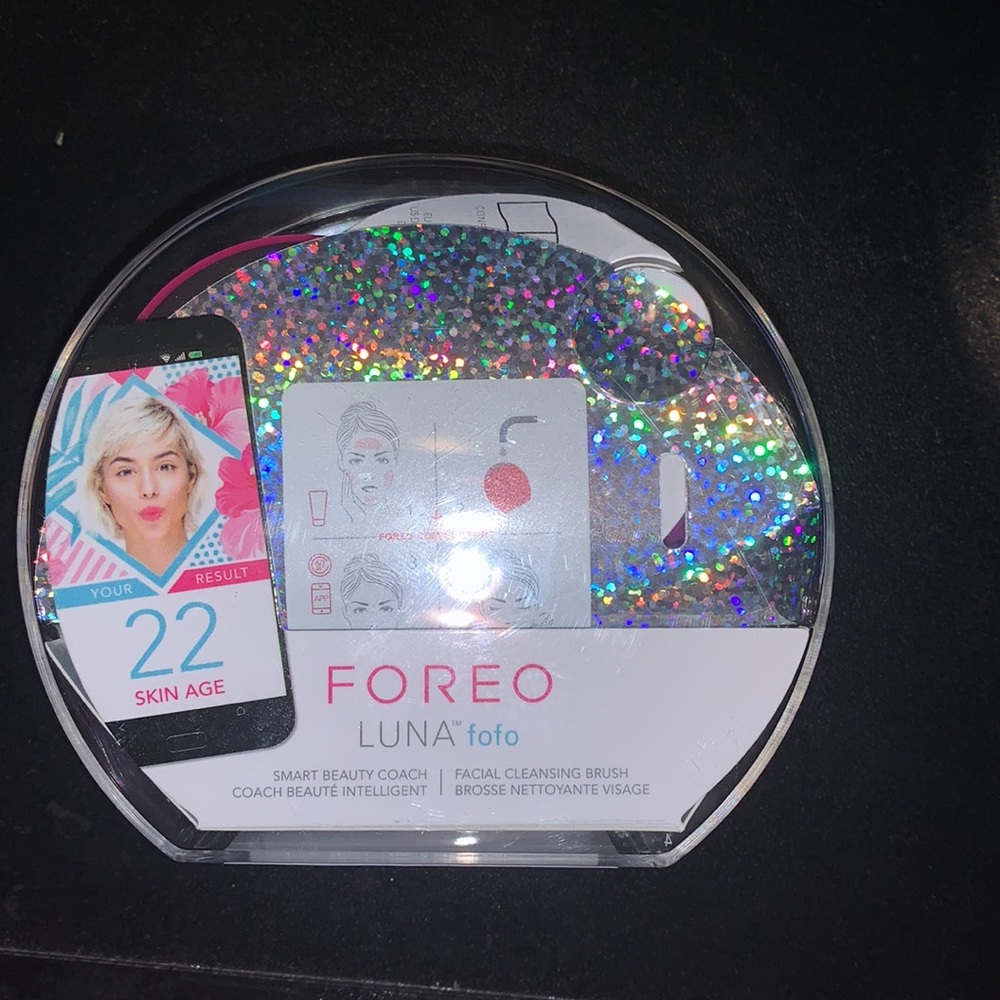 YOUR RESULT
22
SKIN AGE
APP
FOREO
LUNA™ fofo
SMART BEAUTY COACH | FACIAL CLEANSING BRUSH
COACH BEAUTÉ INTELLIGENT | BROSSE NETTOYANTE VISAGE